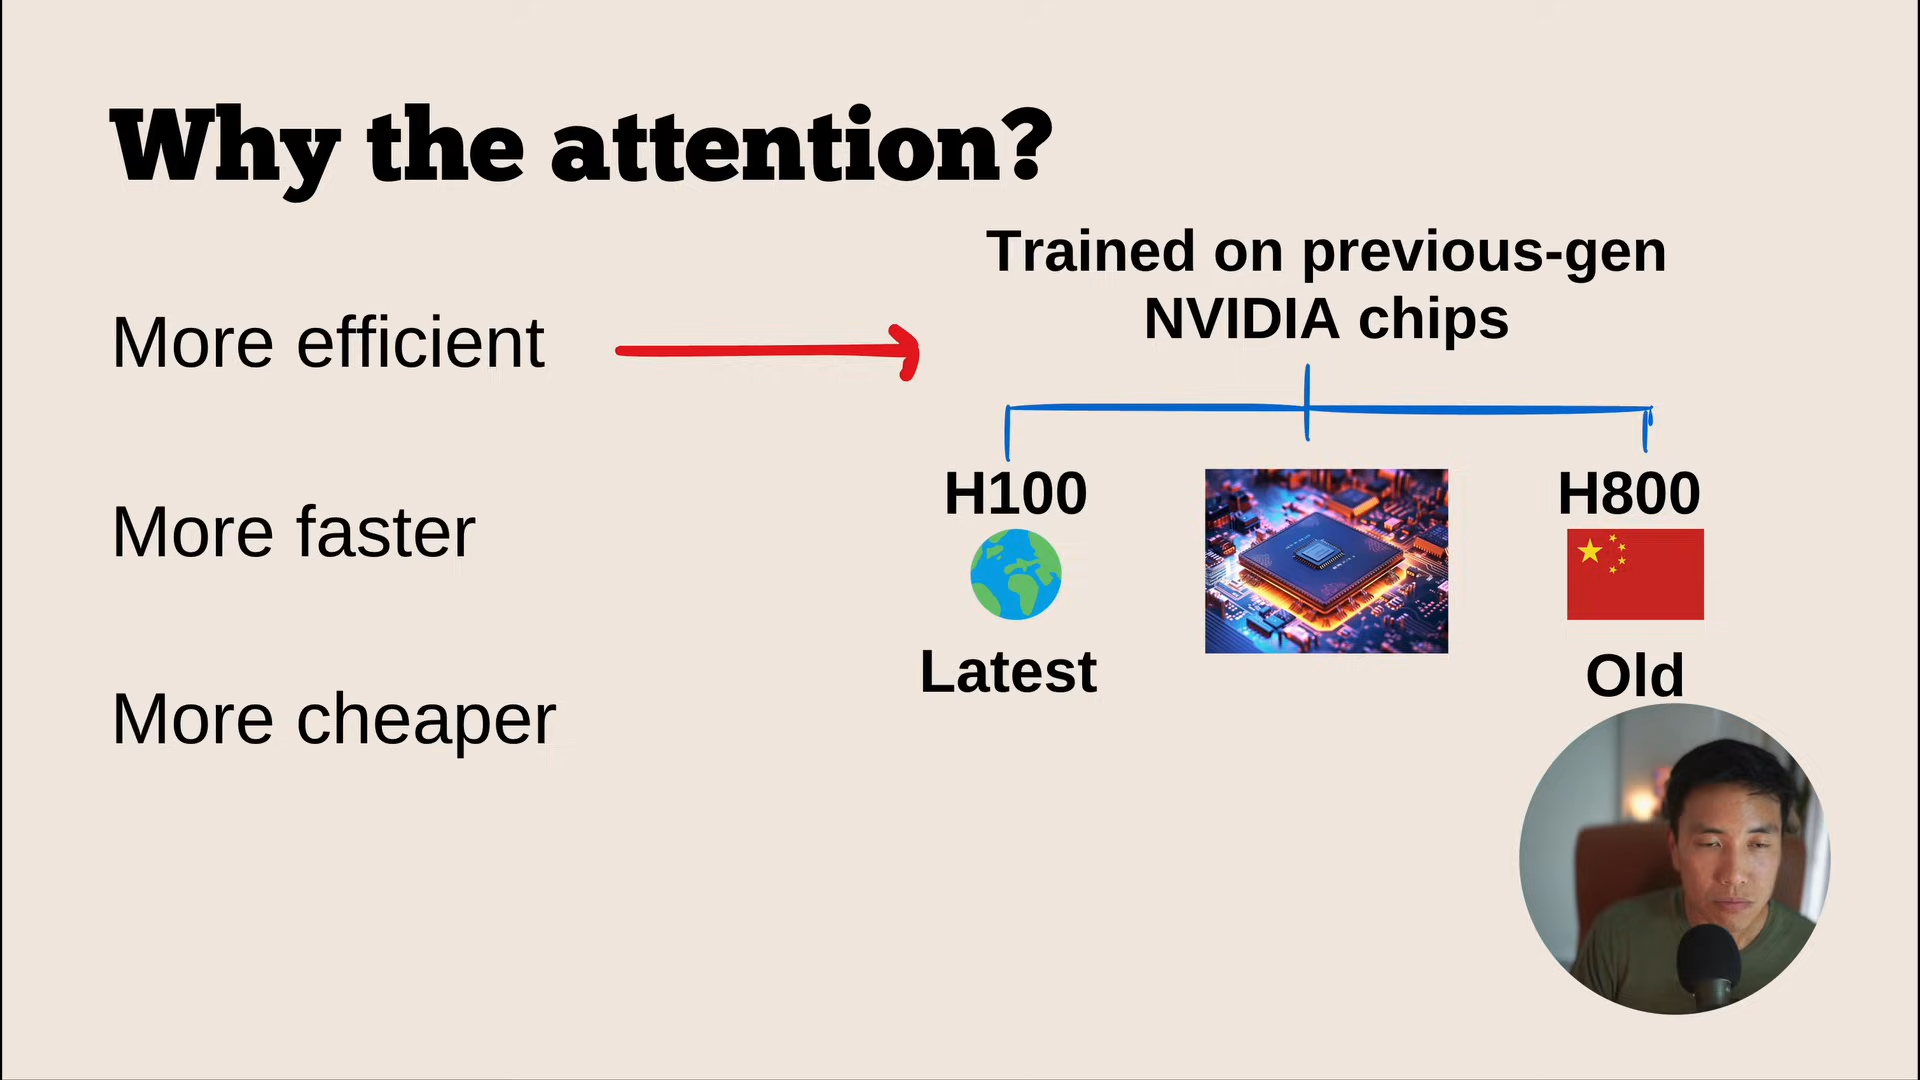 Why the attention?
Trained on previous-gen
NVIDIA chips
More efficient
H100
H800
More faster
Latest
Old
More cheaper